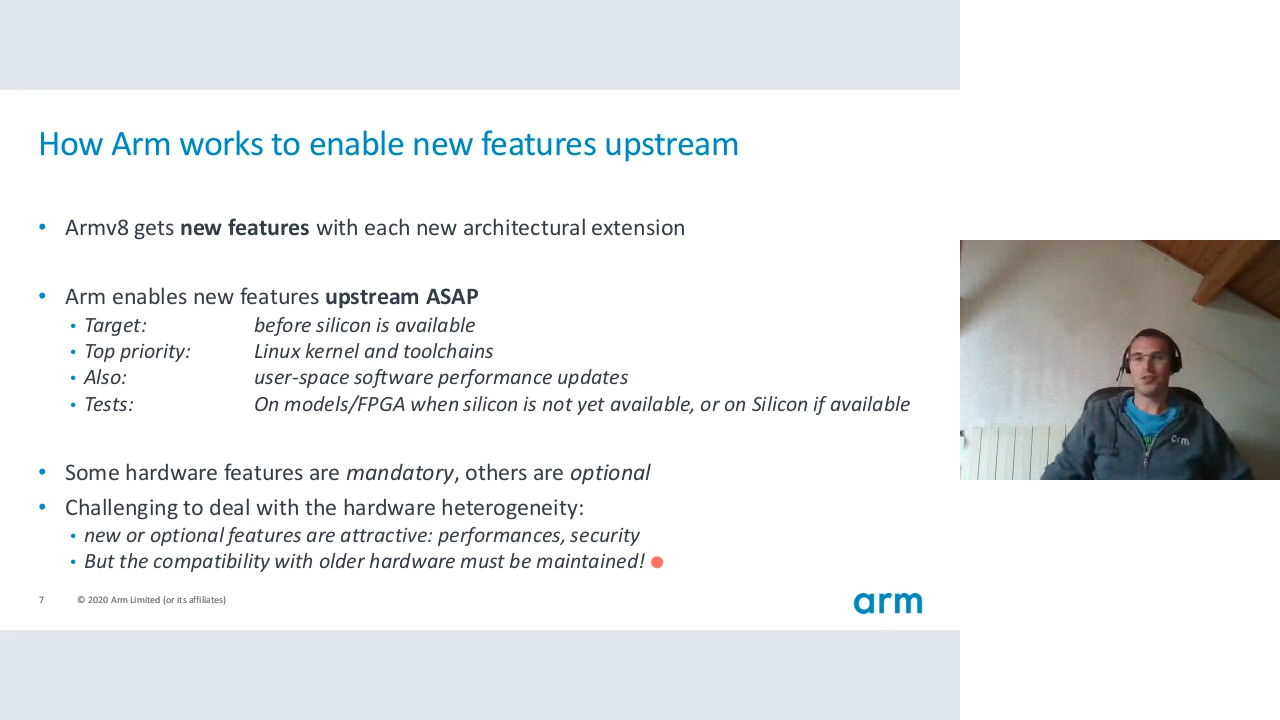 How Arm works to enable new features upstream
• Armv8 gets new features with each new architectural extension
• Arm enables new features upstream ASAP
• Target: before silicon is available
• Top priority: Linux kernel and toolchains
• Also: user-space software performance updates
• Tests: On models/FPGA when silicon is not yet available, or on Silicon if available
• Some hardware features are mandatory, others are optional
• Challenging to deal with the hardware heterogeneity:
• new or optional features are attractive: performances, security
• But the compatibility with older hardware must be maintained!
7 © 2020 Arm Limited (or its affiliates)
arm
arm